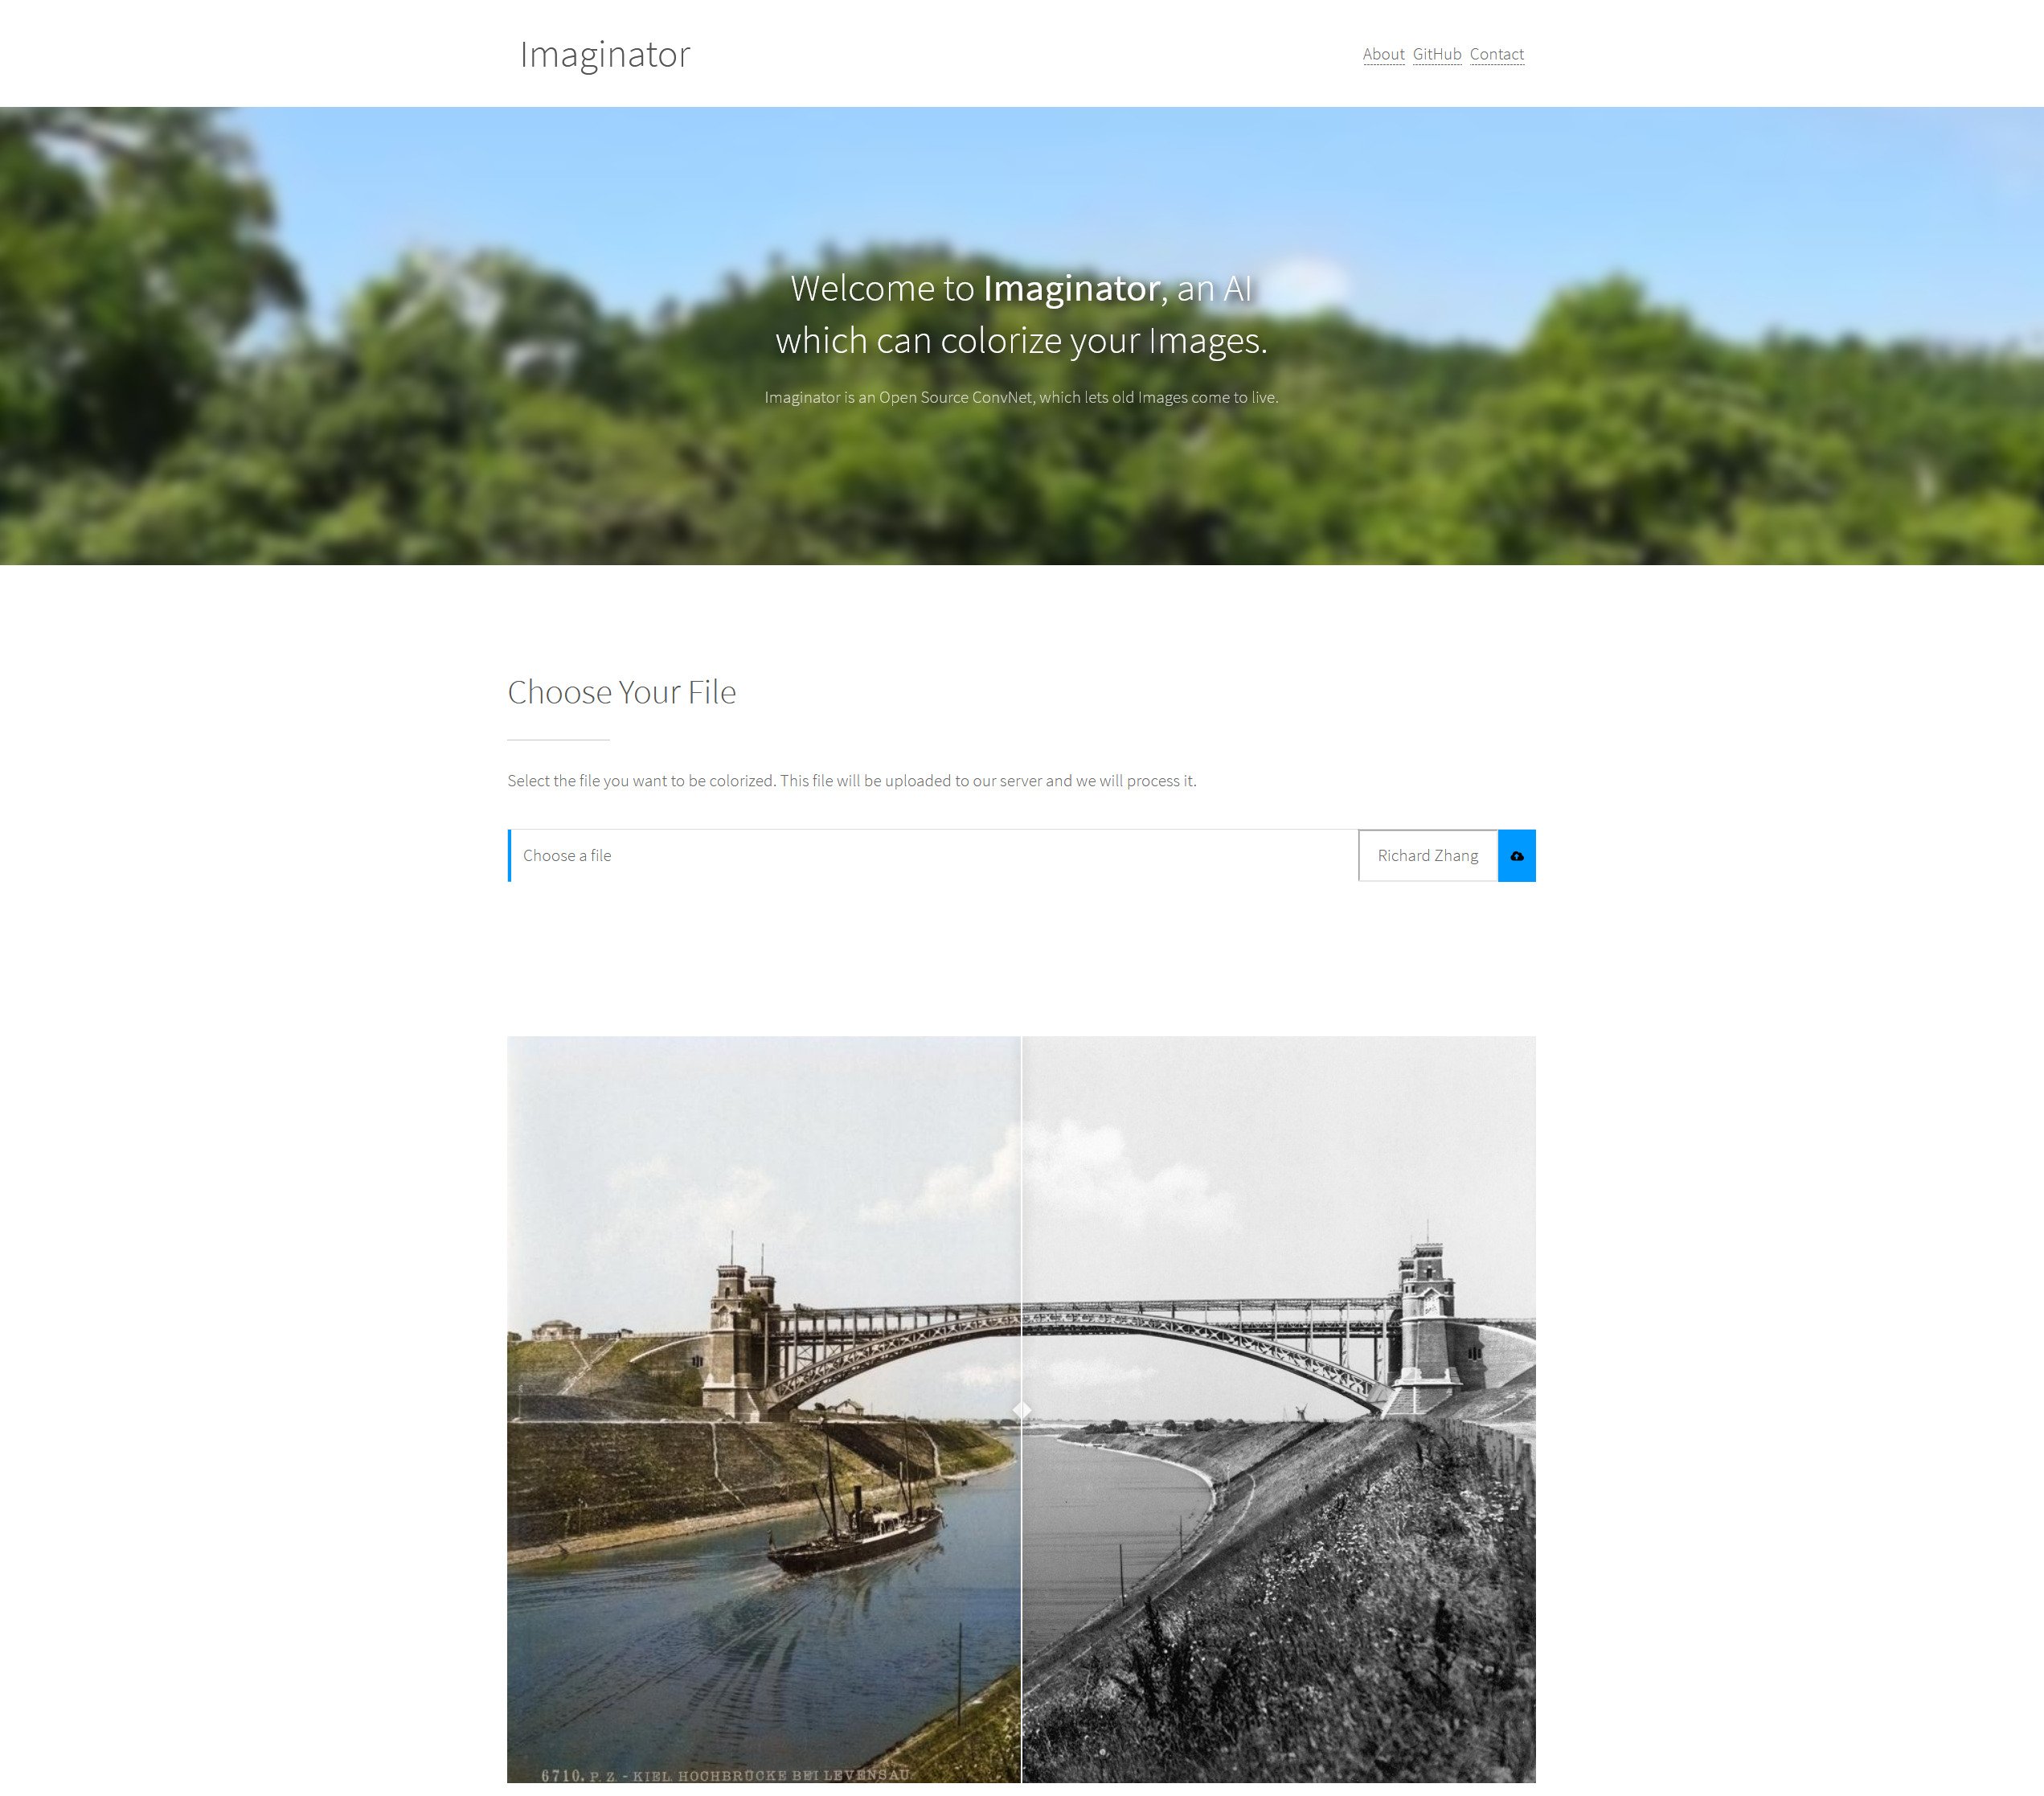 Imaginator
About GitHub Contact
Welcome to Imaginator, an AI
which can colorize your Images.
Imaginator is an Open Source ConvNet, which lets old Images come to live.
Choose Your File
Select the file you want to be colorized. This file will be uploaded to our server and we will process it.
Choose a file
Richard Zhang
6710. P. Z. - KIEL. HOCHBRÜCKE BEI LEVENSAU.